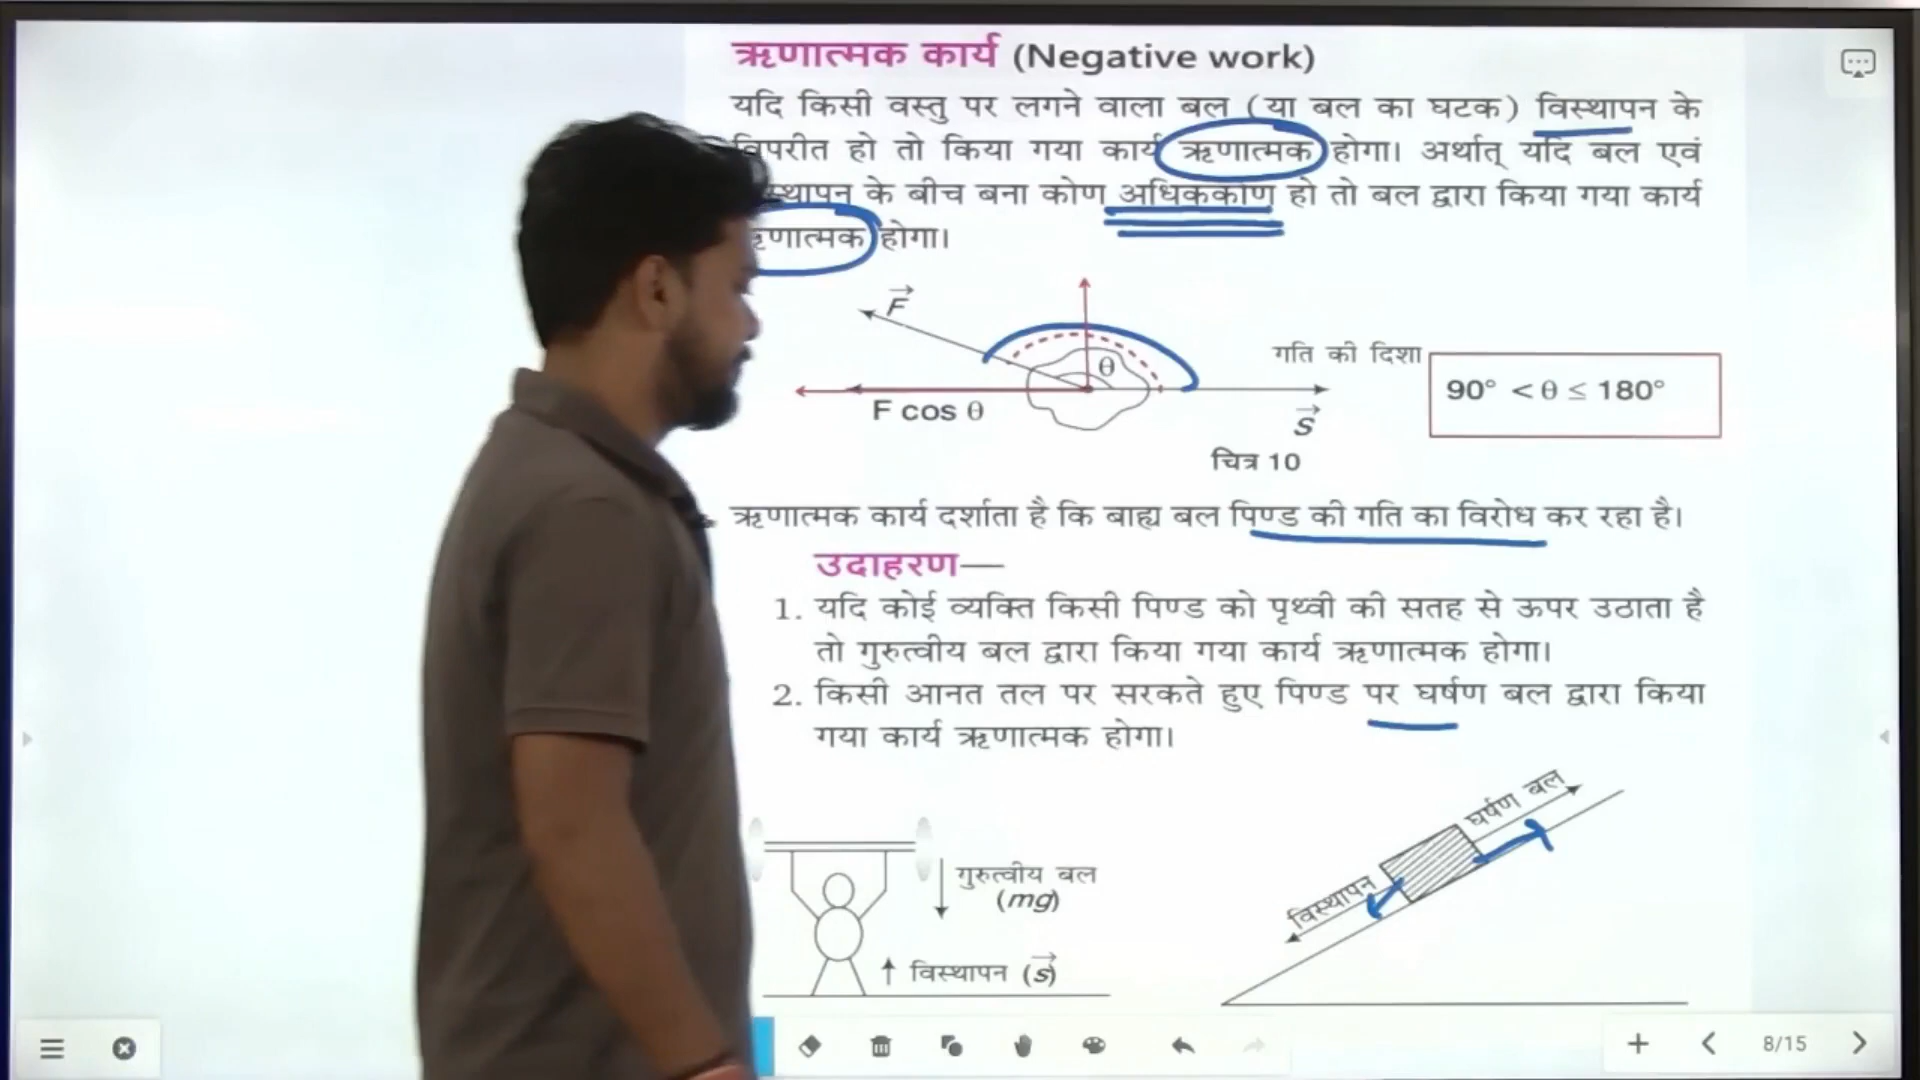 ऋणात्मक कार्य (Negative work)
यदि किसी वस्तु पर लगने वाला बल (या बल का घटक) विस्थापन के
विपरीत हो तो किया गया कार्य ऋणात्मक होगा। अर्थात् यदि बल एवं
विस्थापन के बीच बना कोण अधिककोण हो तो बल द्वारा किया गया कार्य
ऋणात्मक होगा।
F
θ
गति की दिशा
90° < θ ≤ 180°
F cos θ
S
चित्र 10
ऋणात्मक कार्य दर्शाता है कि बाह्य बल पिण्ड की गति का विरोध कर रहा है।
उदाहरण—
1. यदि कोई व्यक्ति किसी पिण्ड को पृथ्वी की सतह से ऊपर उठाता है
तो गुरुत्वीय बल द्वारा किया गया कार्य ऋणात्मक होगा।
2. किसी आनत तल पर सरकते हुए पिण्ड पर घर्षण बल द्वारा किया
गया कार्य ऋणात्मक होगा।
घर्षण बल
गुरुत्वीय बल
(mg)
विस्थापन
विस्थापन (s)
8/15